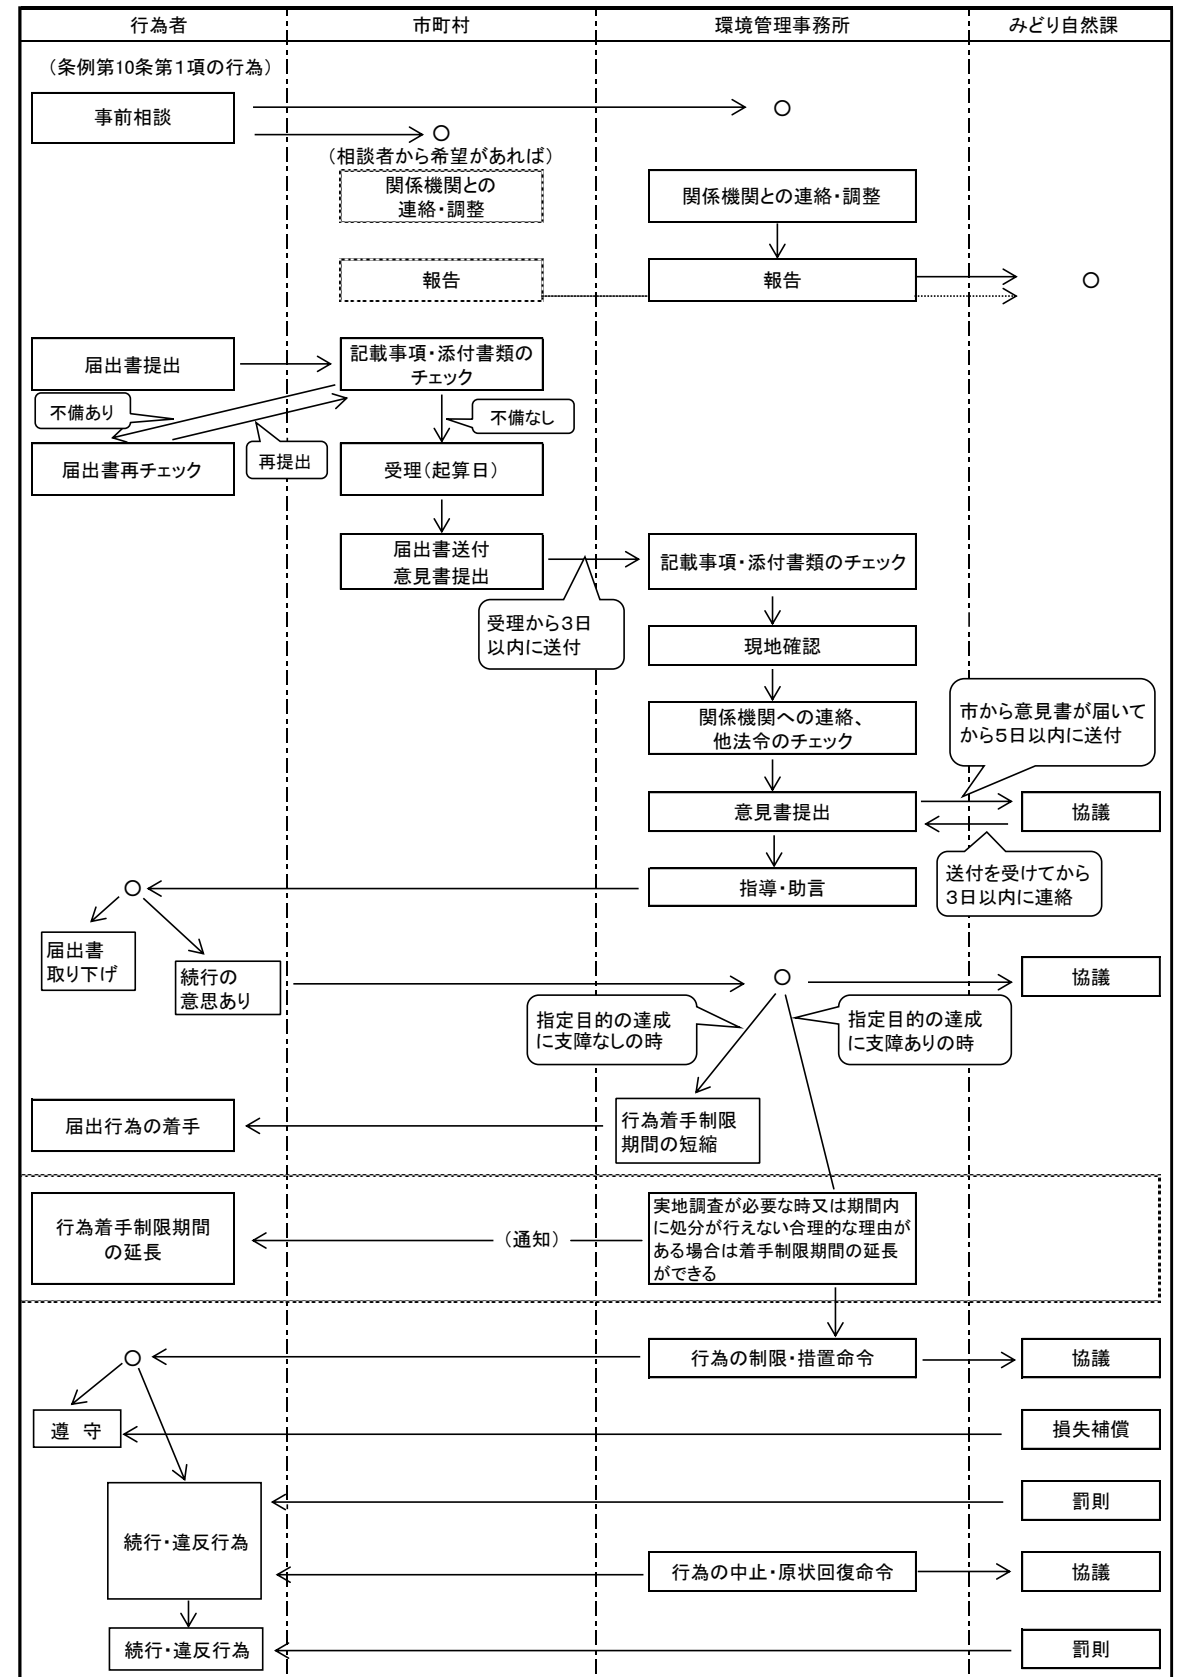 行為者
市町村
環境管理事務所
みどり自然課
（条例第10条第１項の行為）
事前相談
（相談者から希望があれば）
関係機関との
連絡・調整
関係機関との連絡・調整
報告
報告
届出書提出
記載事項・添付書類の
チェック
不備あり
不備なし
再提出
届出書再チェック
受理（起算日）
届出書送付
意見書提出
記載事項・添付書類のチェック
受理から３日
以内に送付
現地確認
関係機関への連絡、
他法令のチェック
市から意見書が届いて
から５日以内に送付
意見書提出
協議
送付を受けてから
３日以内に連絡
指導・助言
届出書
取り下げ
続行の
意思あり
協議
指定目的の達成
に支障なしの時
指定目的の達成
に支障ありの時
届出行為の着手
行為着手制限
期間の短縮
行為着手制限期間
の延長
（通知）
実地調査が必要な時又は期間内
に処分が行えない合理的な理由が
ある場合は着手制限期間の延長
ができる
行為の制限・措置命令
協議
遵　守
損失補償
罰則
続行・違反行為
行為の中止・原状回復命令
協議
続行・違反行為
罰則